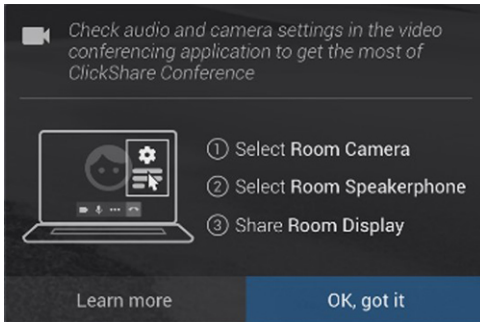 Check audio and camera settings in the video
conferencing application to get the most of
ClickShare Conference
1 Select Room Camera
2 Select Room Speakerphone
3 Share Room Display
Learn more
OK, got it